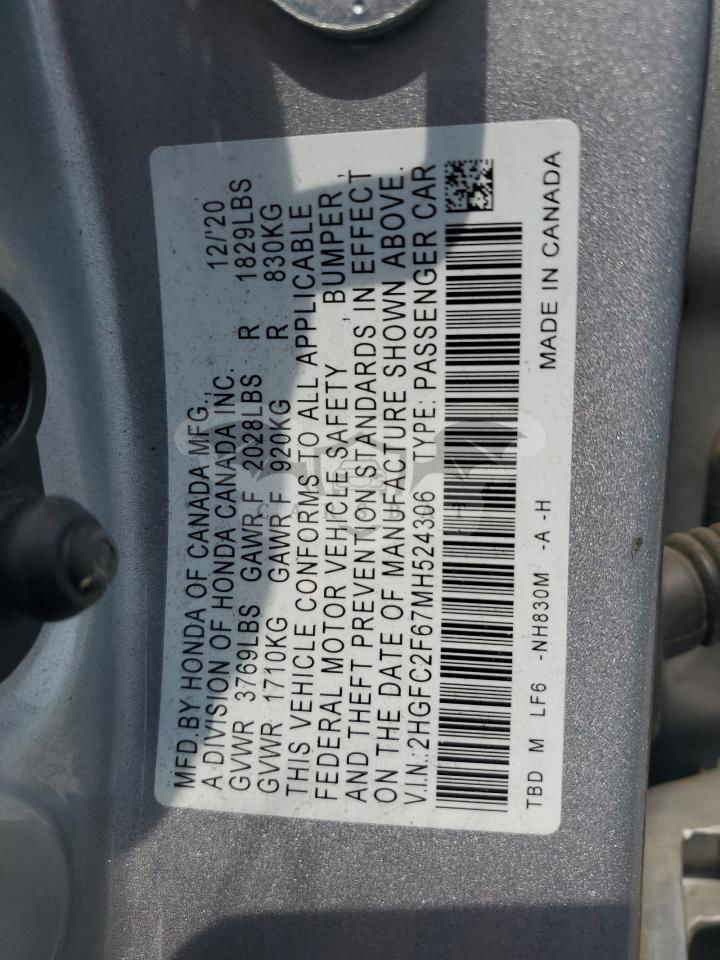 MFD.BY HONDA OF CANADA MFG., 12/'20
A DIVISION OF HONDA CANADA INC.
GVWR 3769LBS GAWR F 2028LBS R 1829LBS
GVWR 1710KG GAWR F 920KG R 830KG
THIS VEHICLE CONFORMS TO ALL APPLICABLE
FEDERAL MOTOR VEHICLE SAFETY , BUMPER ,
AND THEFT PREVENTION STANDARDS IN EFFECT
ON THE DATE OF MANUFACTURE SHOWN ABOVE.
V.I.N.:2HGFC2F67MH524306 TYPE: PASSENGER CAR
TBD M LF6 -NH830M -A -H MADE IN CANADA